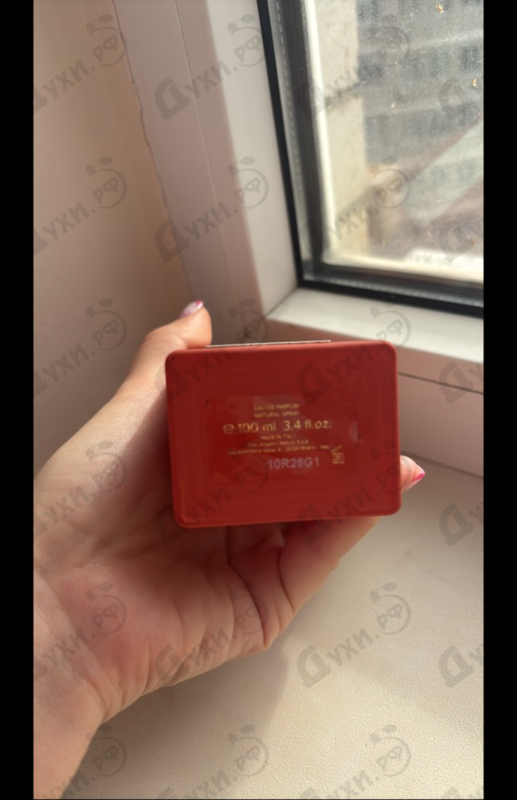 EAU DE PARFUM
NATURAL SPRAY
℮ 100 ml 3.4 fl.oz.
MADE IN ITALY
10R26G1
Духи.рф